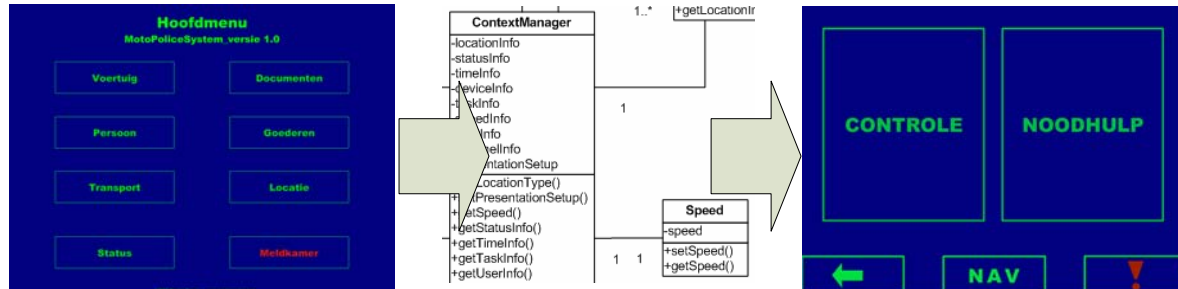 Hoofdmenu
MotoPoliceSystem_versie 1.0
Voertuig
Documenten
Persoon
Goederen
Transport
Locatie
Status
Meldkamer
ContextManager
-locationInfo
-statusInfo
-timeInfo
-deviceInfo
1..*
1
+getSpeed()
+getStatusInfo()
+getTimeInfo()
+getTaskInfo()
+getUserInfo()
Speed
-speed
+setSpeed()
+getSpeed()
1 1
CONTROLE
NOODHULP
NAV
!